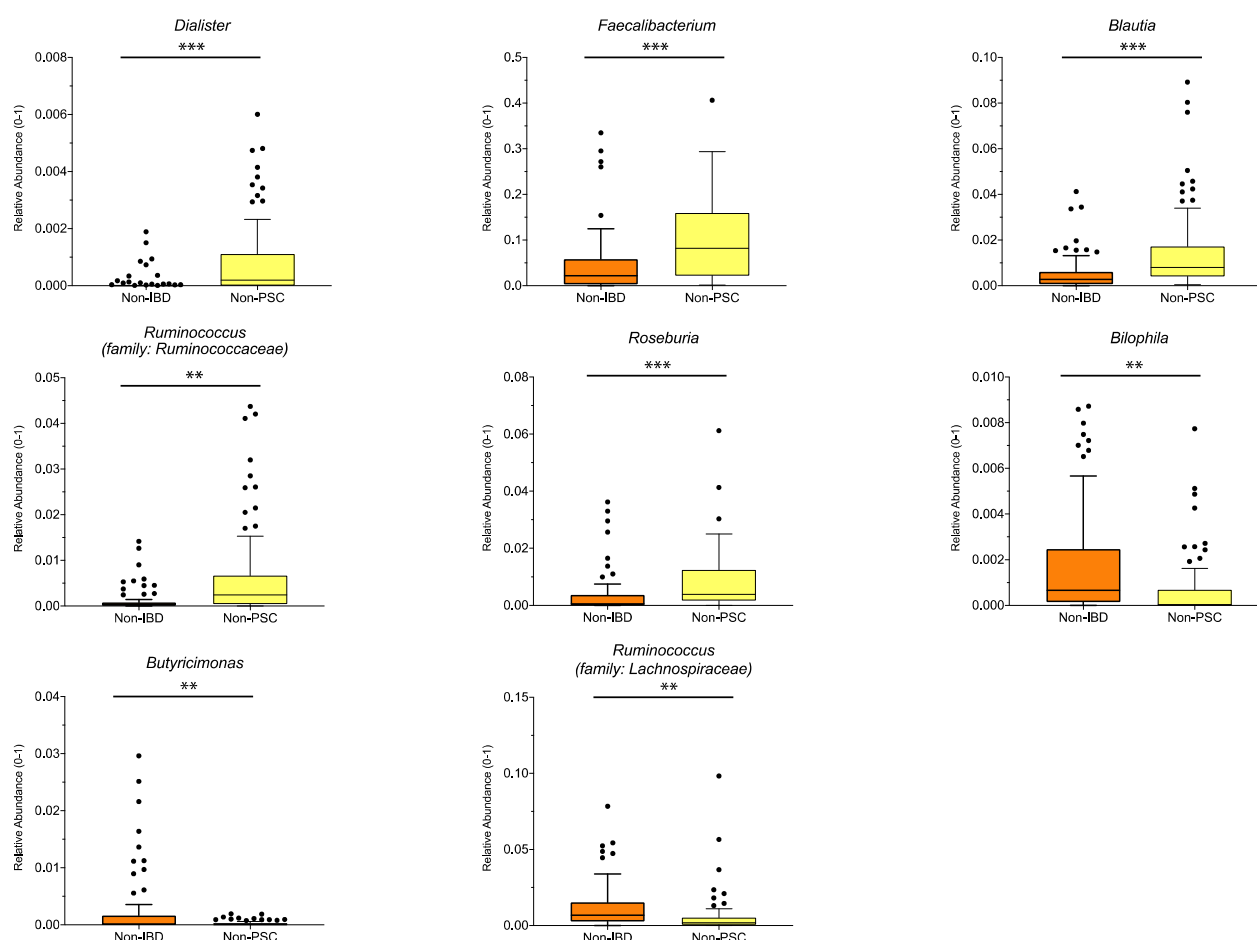 Dialister
***
0.008
0.006
0.004
0.002
0.000
Relative Abundance (0-1)
Non-IBD Non-PSC
Faecalibacterium
***
0.5
0.4
0.3
0.2
0.1
0.0
Relative Abundance (0-1)
Non-IBD Non-PSC
Blautia
***
0.10
0.08
0.06
0.04
0.02
0.00
Relative Abundance (0-1)
Non-IBD Non-PSC
Ruminococcus
(family: Ruminococcaceae)
**
0.05
0.04
0.03
0.02
0.01
0.00
Relative Abundance (0-1)
Non-IBD Non-PSC
Roseburia
***
0.08
0.06
0.04
0.02
0.00
Relative Abundance (0-1)
Non-IBD Non-PSC
Bilophila
**
0.010
0.008
0.006
0.004
0.002
0.000
Relative Abundance (0-1)
Non-IBD Non-PSC
Butyricimonas
**
0.04
0.03
0.02
0.01
0.00
Relative Abundance (0-1)
Non-IBD Non-PSC
Ruminococcus
(family: Lachnospiraceae)
**
0.15
0.10
0.05
0.00
Relative Abundance (0-1)
Non-IBD Non-PSC